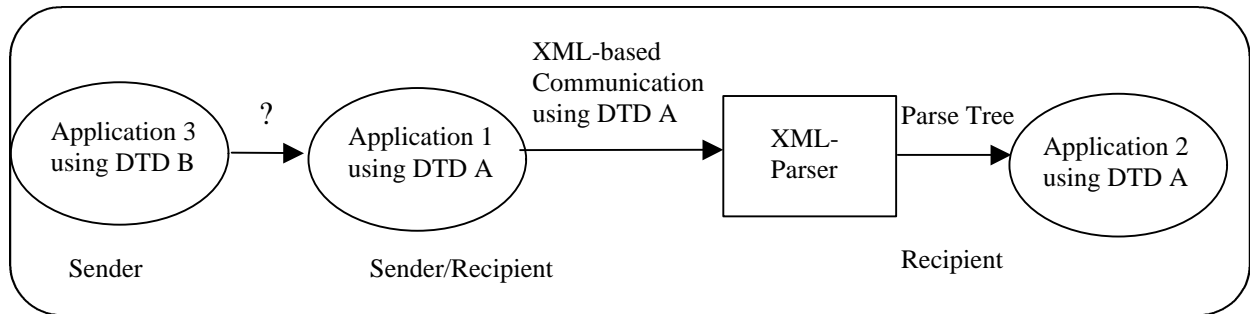 XML-based
Communication
using DTD A
?
Application 3
using DTD B
Application 1
using DTD A
XML-
Parser
Parse Tree
Application 2
using DTD A
Sender
Sender/Recipient
Recipient